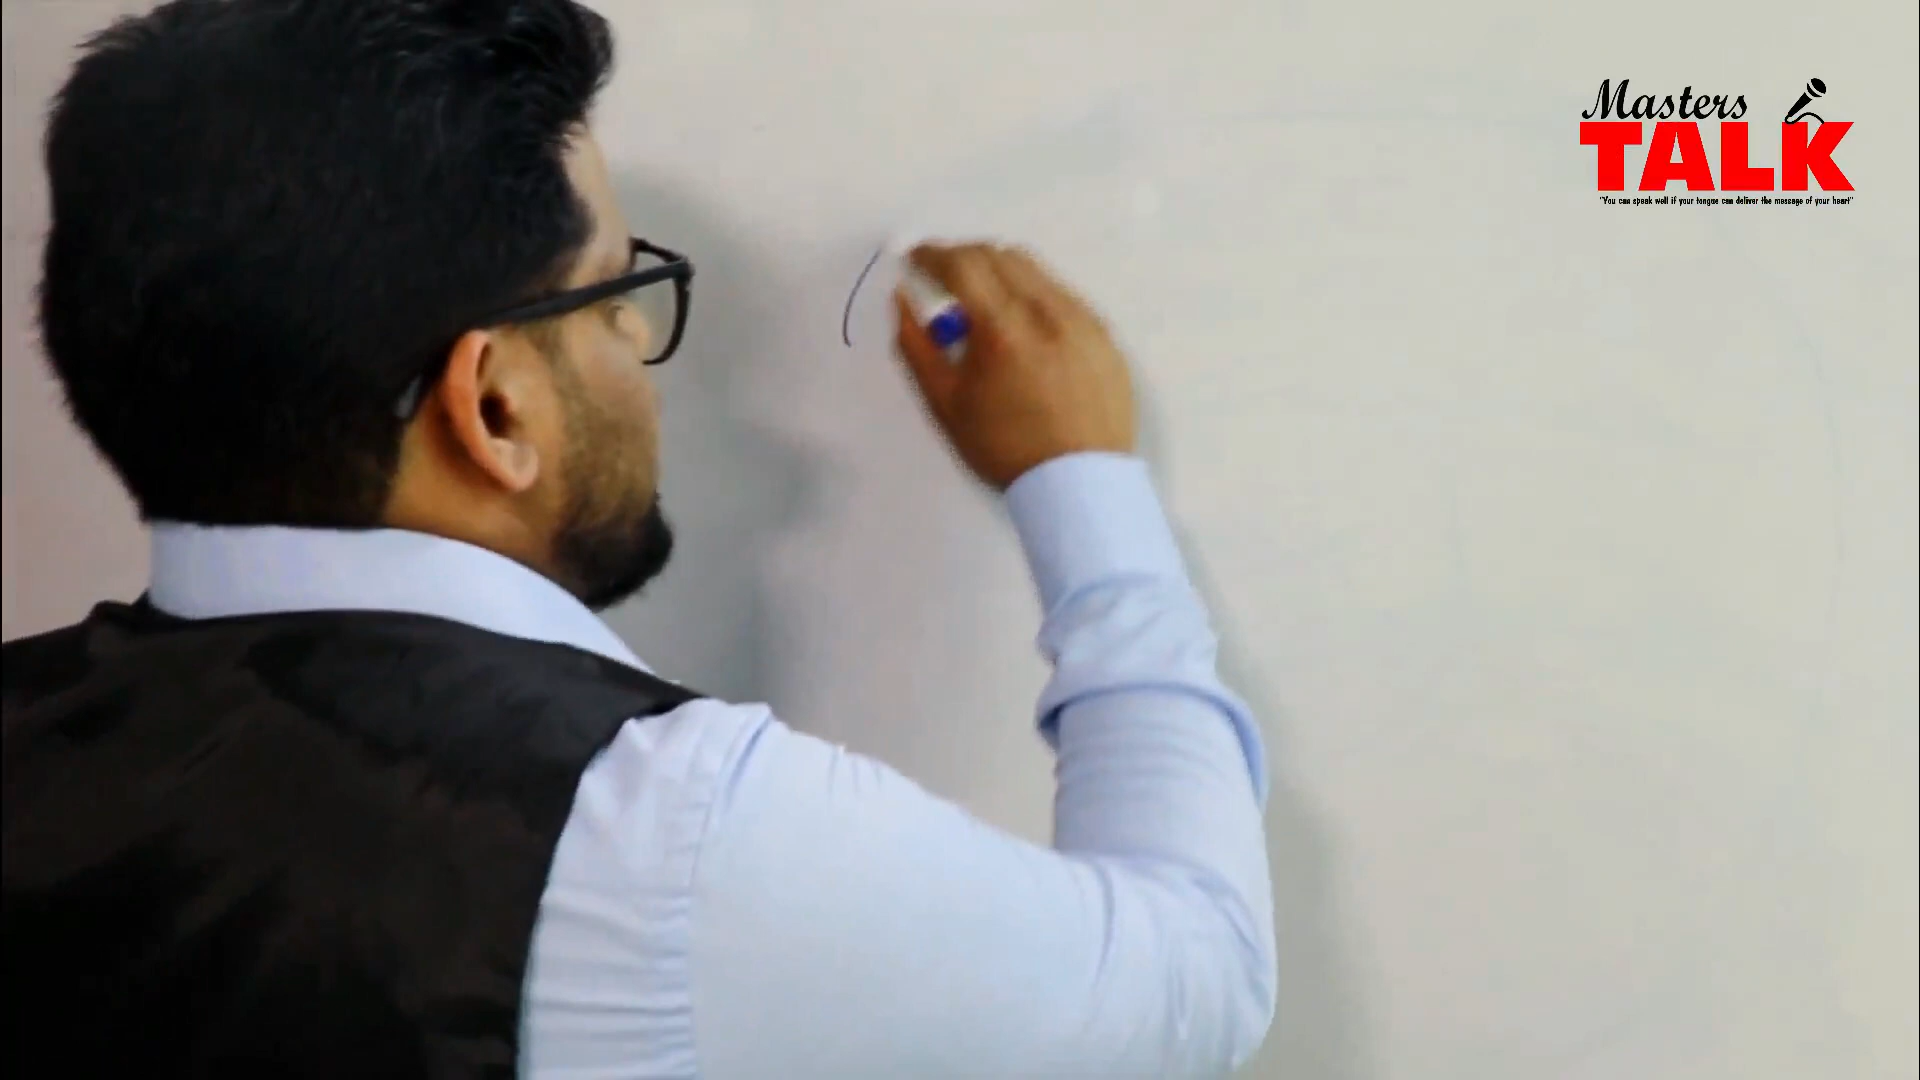 Masters
TALK
"You can speak well if your tongue can deliver the message of your heart"